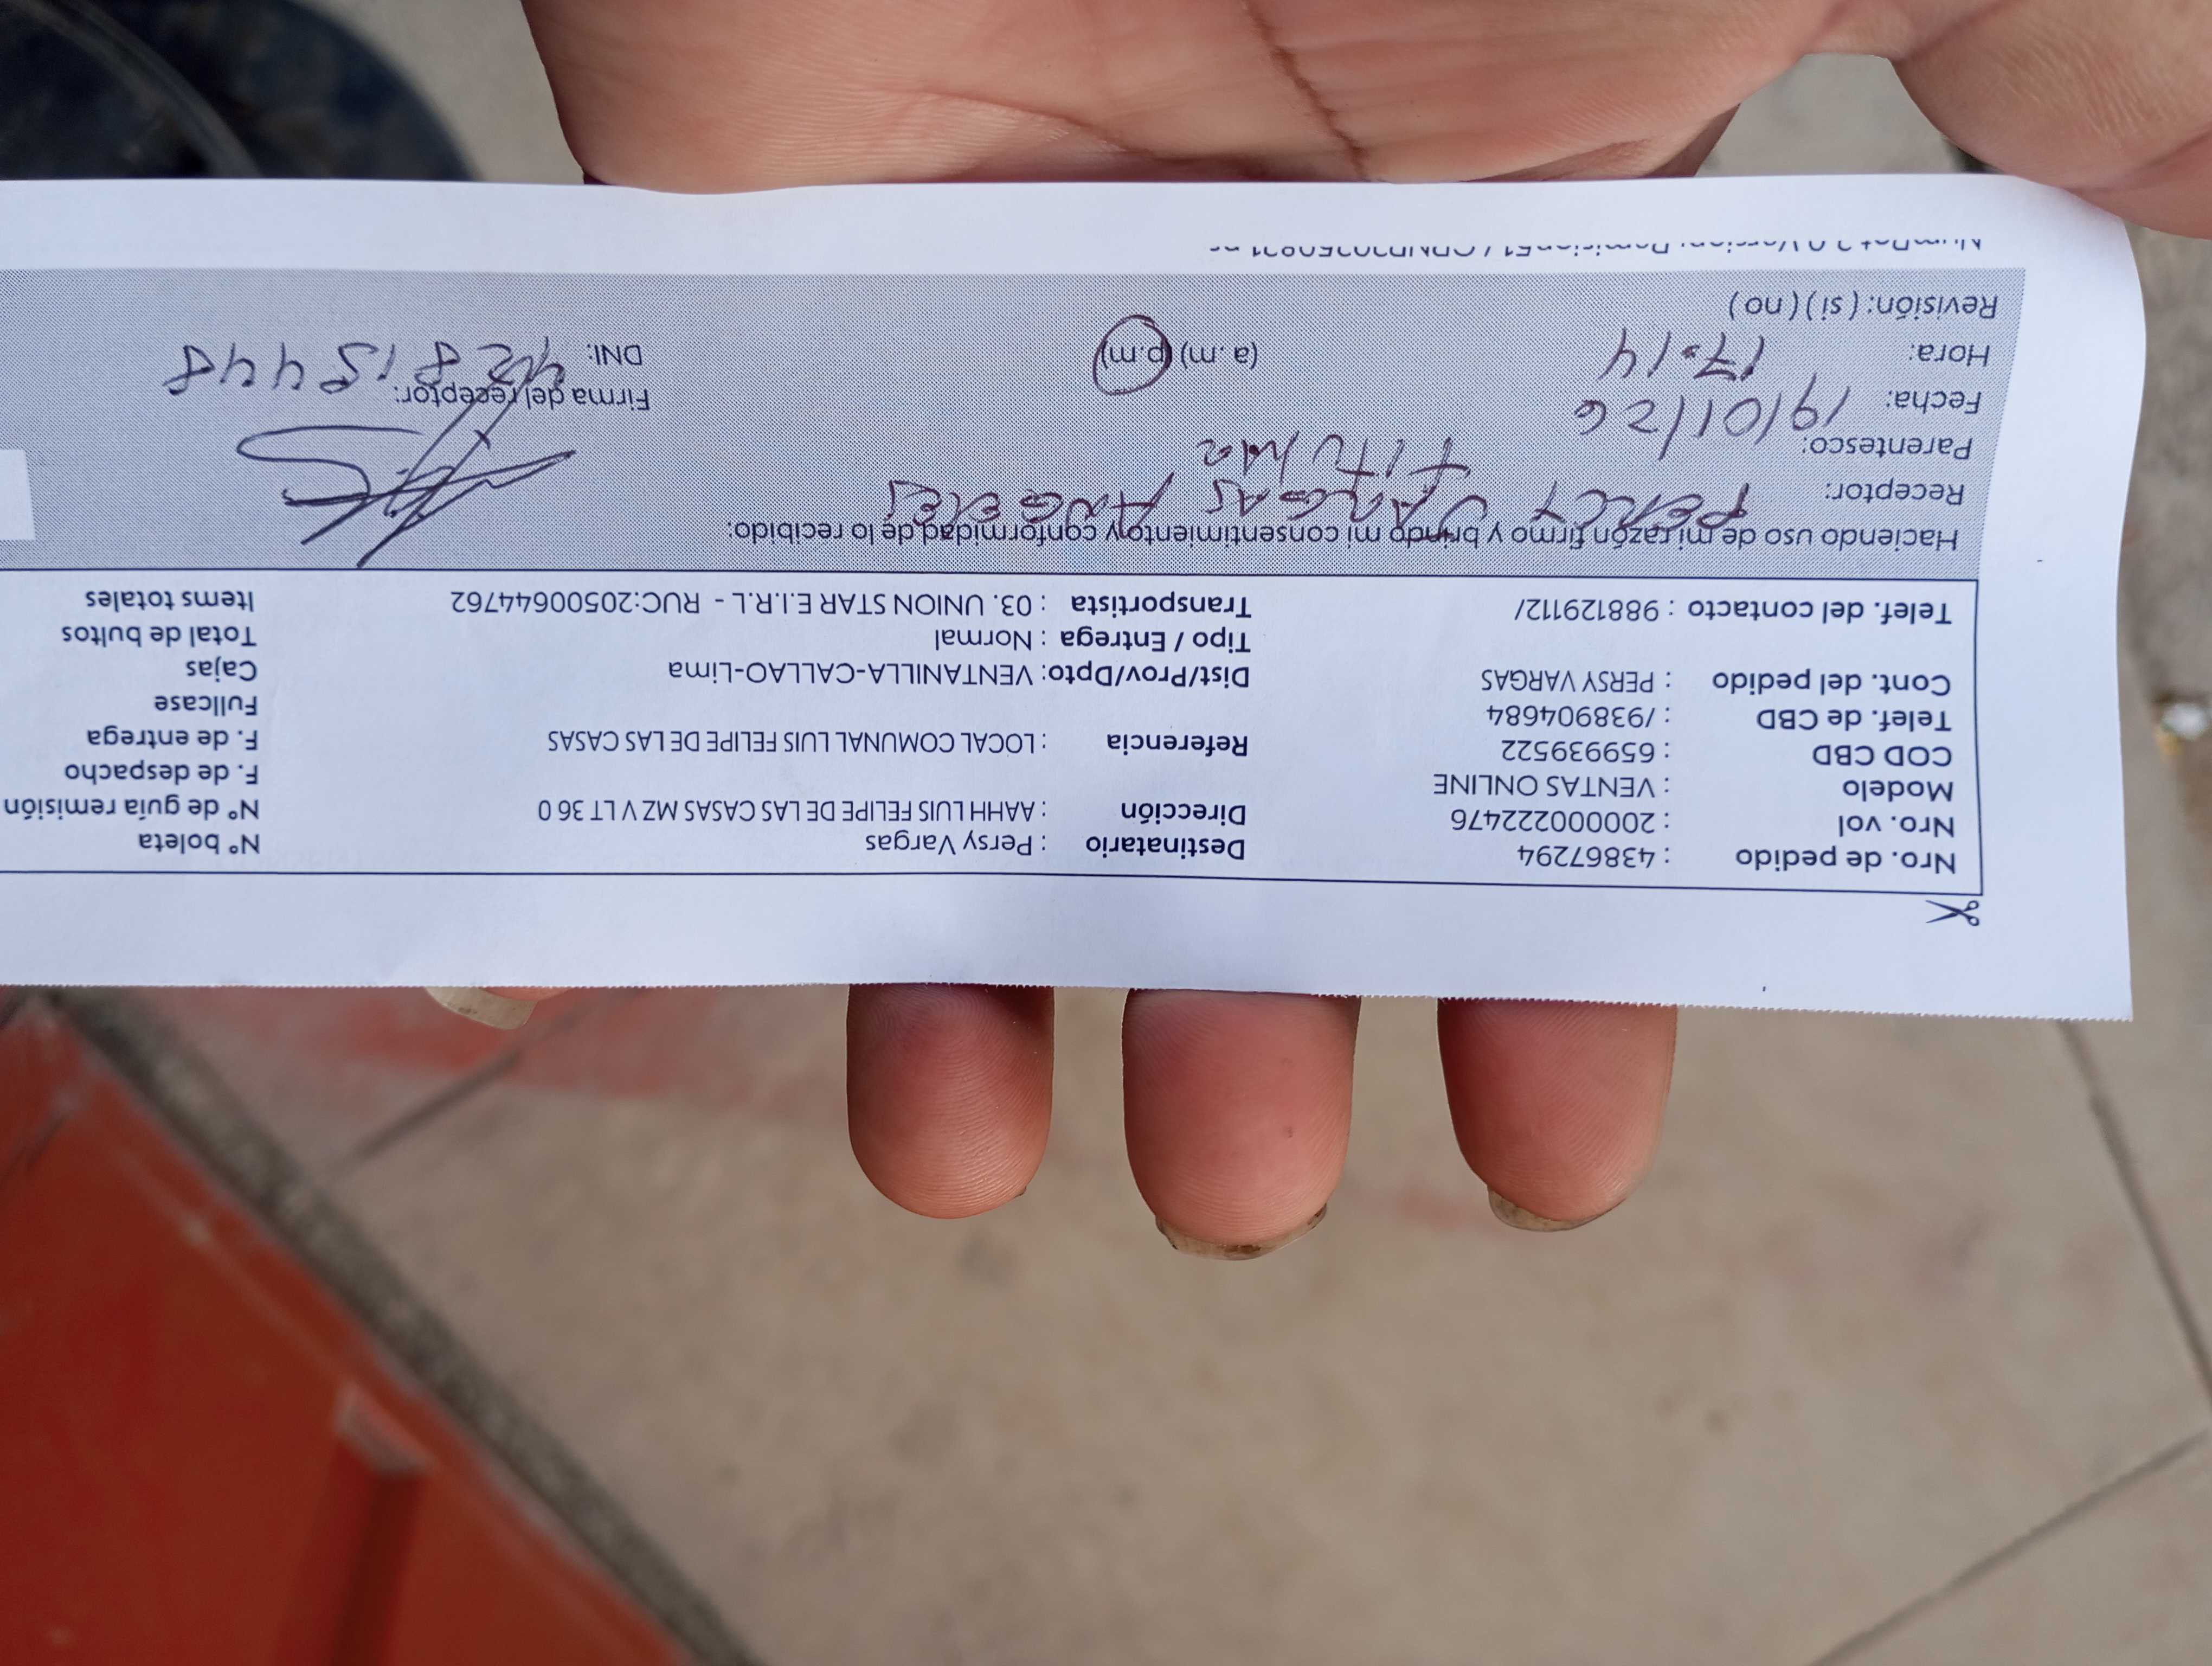 Nro. de pedido : 43867294
Nro. vol : 2000002222476
Modelo : VENTAS ONLINE
COD CBD : 659939522
Telef. de CBD : /938904684
Cont. del pedido : PERSY VARGAS
Telef. del contacto : 988129112/
Destinatario : Persy Vargas
Dirección : AAHH LUIS FELIPE DE LAS CASAS MZ V LT 36 0
Referencia : LOCAL COMUNAL LUIS FELIPE DE LAS CASAS
Dist/Prov/Dpto: VENTANILLA-CALLAO-Lima
Tipo / Entrega : Normal
Transportista : 03. UNION STAR E.I.R.L. - RUC:20500644762
N° boleta
N° de guía remisión
F. de despacho
F. de entrega
Fullcase
Cajas
Total de bultos
Items totales
Haciendo uso de mi razón firmo y brindo mi consentimiento y conformidad de lo recibido:
Receptor: PERCY VARGAS ANGELES
Parentesco: titular
Fecha: 19/01/26
Hora: 17:14 (a.m) (p.m)
Revisión: ( si ) ( no )
Firma del receptor:
DNI: 42815448